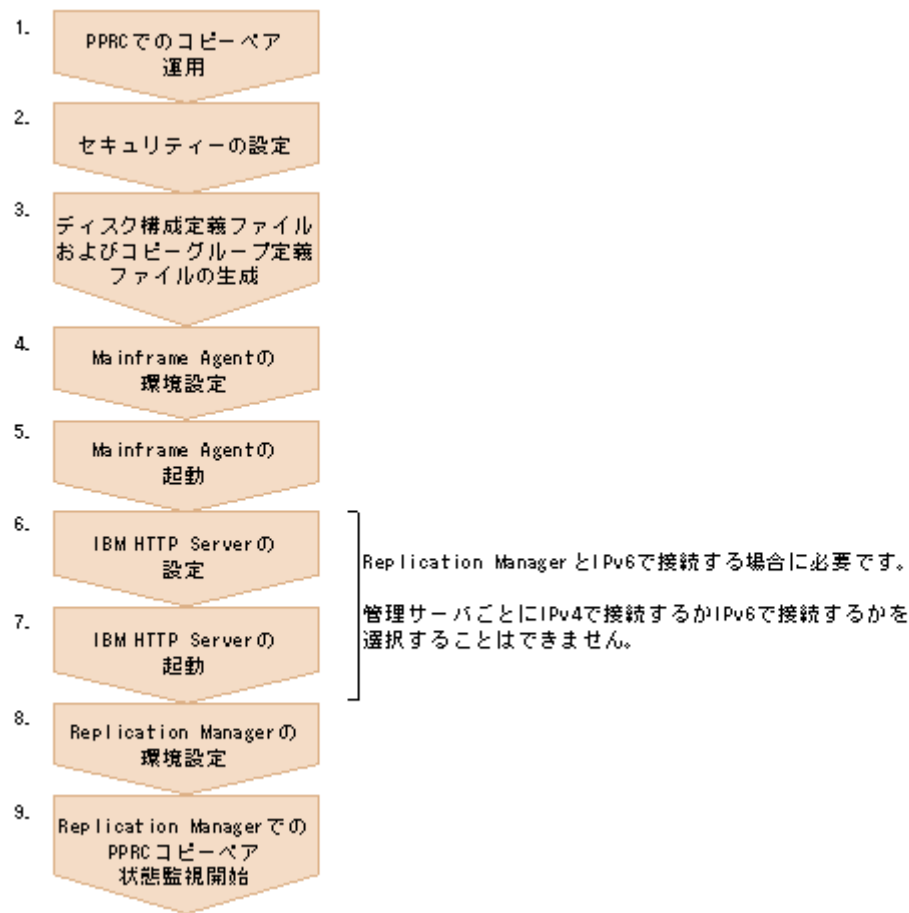 1.
PPRCでのコピーペア
運用
2.
セキュリティーの設定
3.
ディスク構成定義ファイル
およびコピーグループ定義
ファイルの生成
4.
Mainframe Agentの
環境設定
5.
Mainframe Agentの
起動
6.
IBM HTTP Serverの
設定
7.
IBM HTTP Serverの
起動
Replication ManagerとIPv6で接続する場合に必要です。
管理サーバごとにIPv4で接続するかIPv6で接続するかを
選択することはできません。
8.
Replication Managerの
環境設定
9.
Replication Managerでの
PPRCコピーペア
状態監視開始